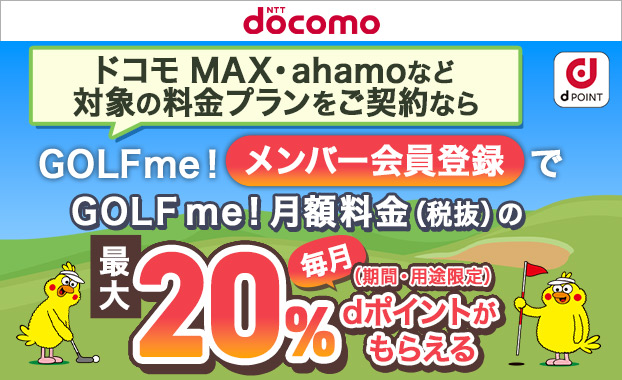 NTT
docomo
ドコモ MAX・ahamoなど
対象の料金プランをご契約なら
d POINT
GOLFme！メンバー会員登録で
GOLFme！月額料金（税抜）の
最大20%
毎月
（期間・用途限定）
dポイントが
もらえる